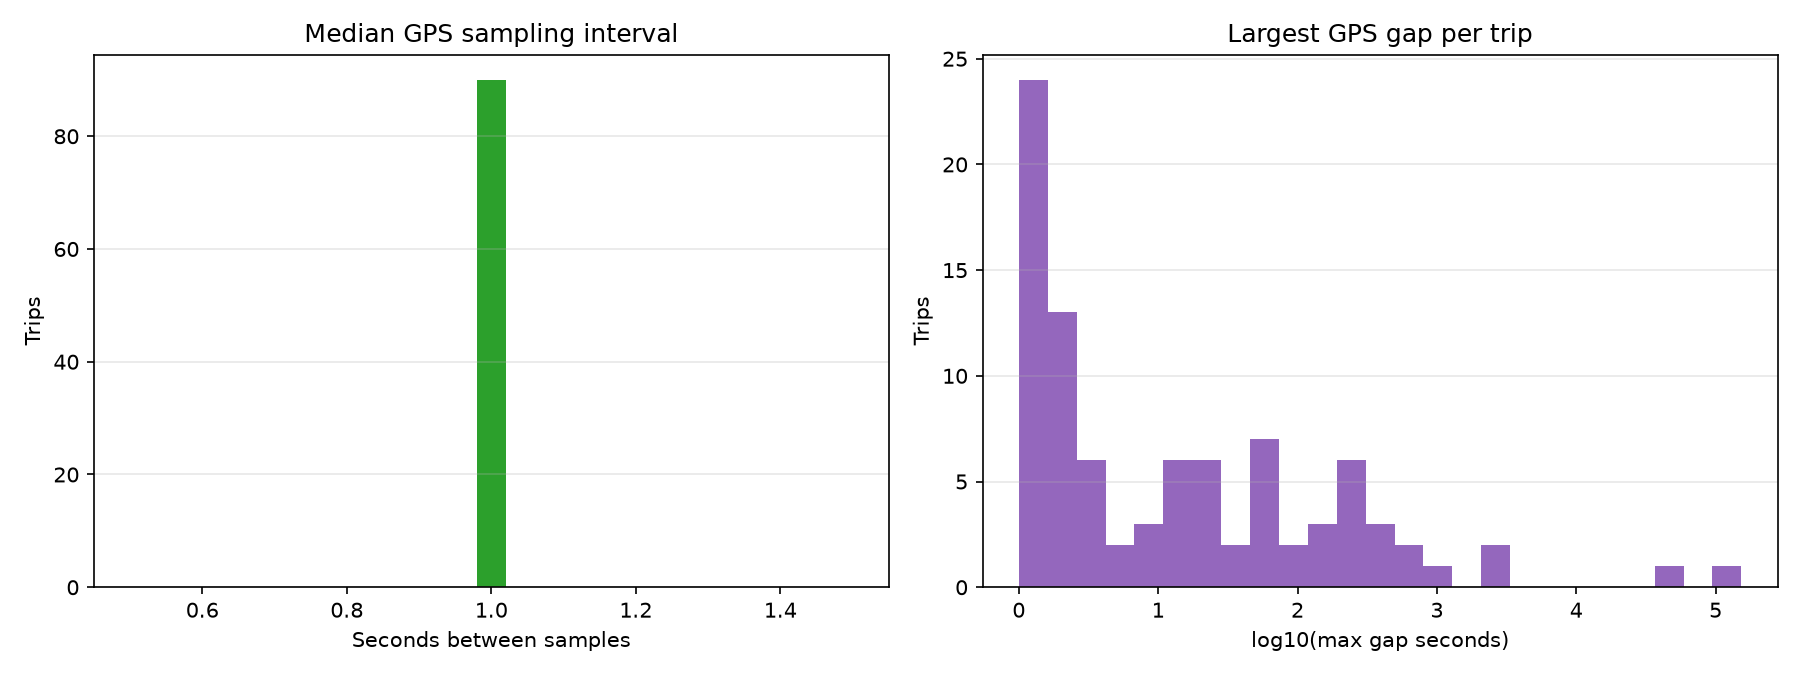 Median GPS sampling interval
Trips
80
60
40
20
0
0.6 0.8 1.0 1.2 1.4
Seconds between samples
Largest GPS gap per trip
Trips
25
20
15
10
5
0
0 1 2 3 4 5
log10(max gap seconds)